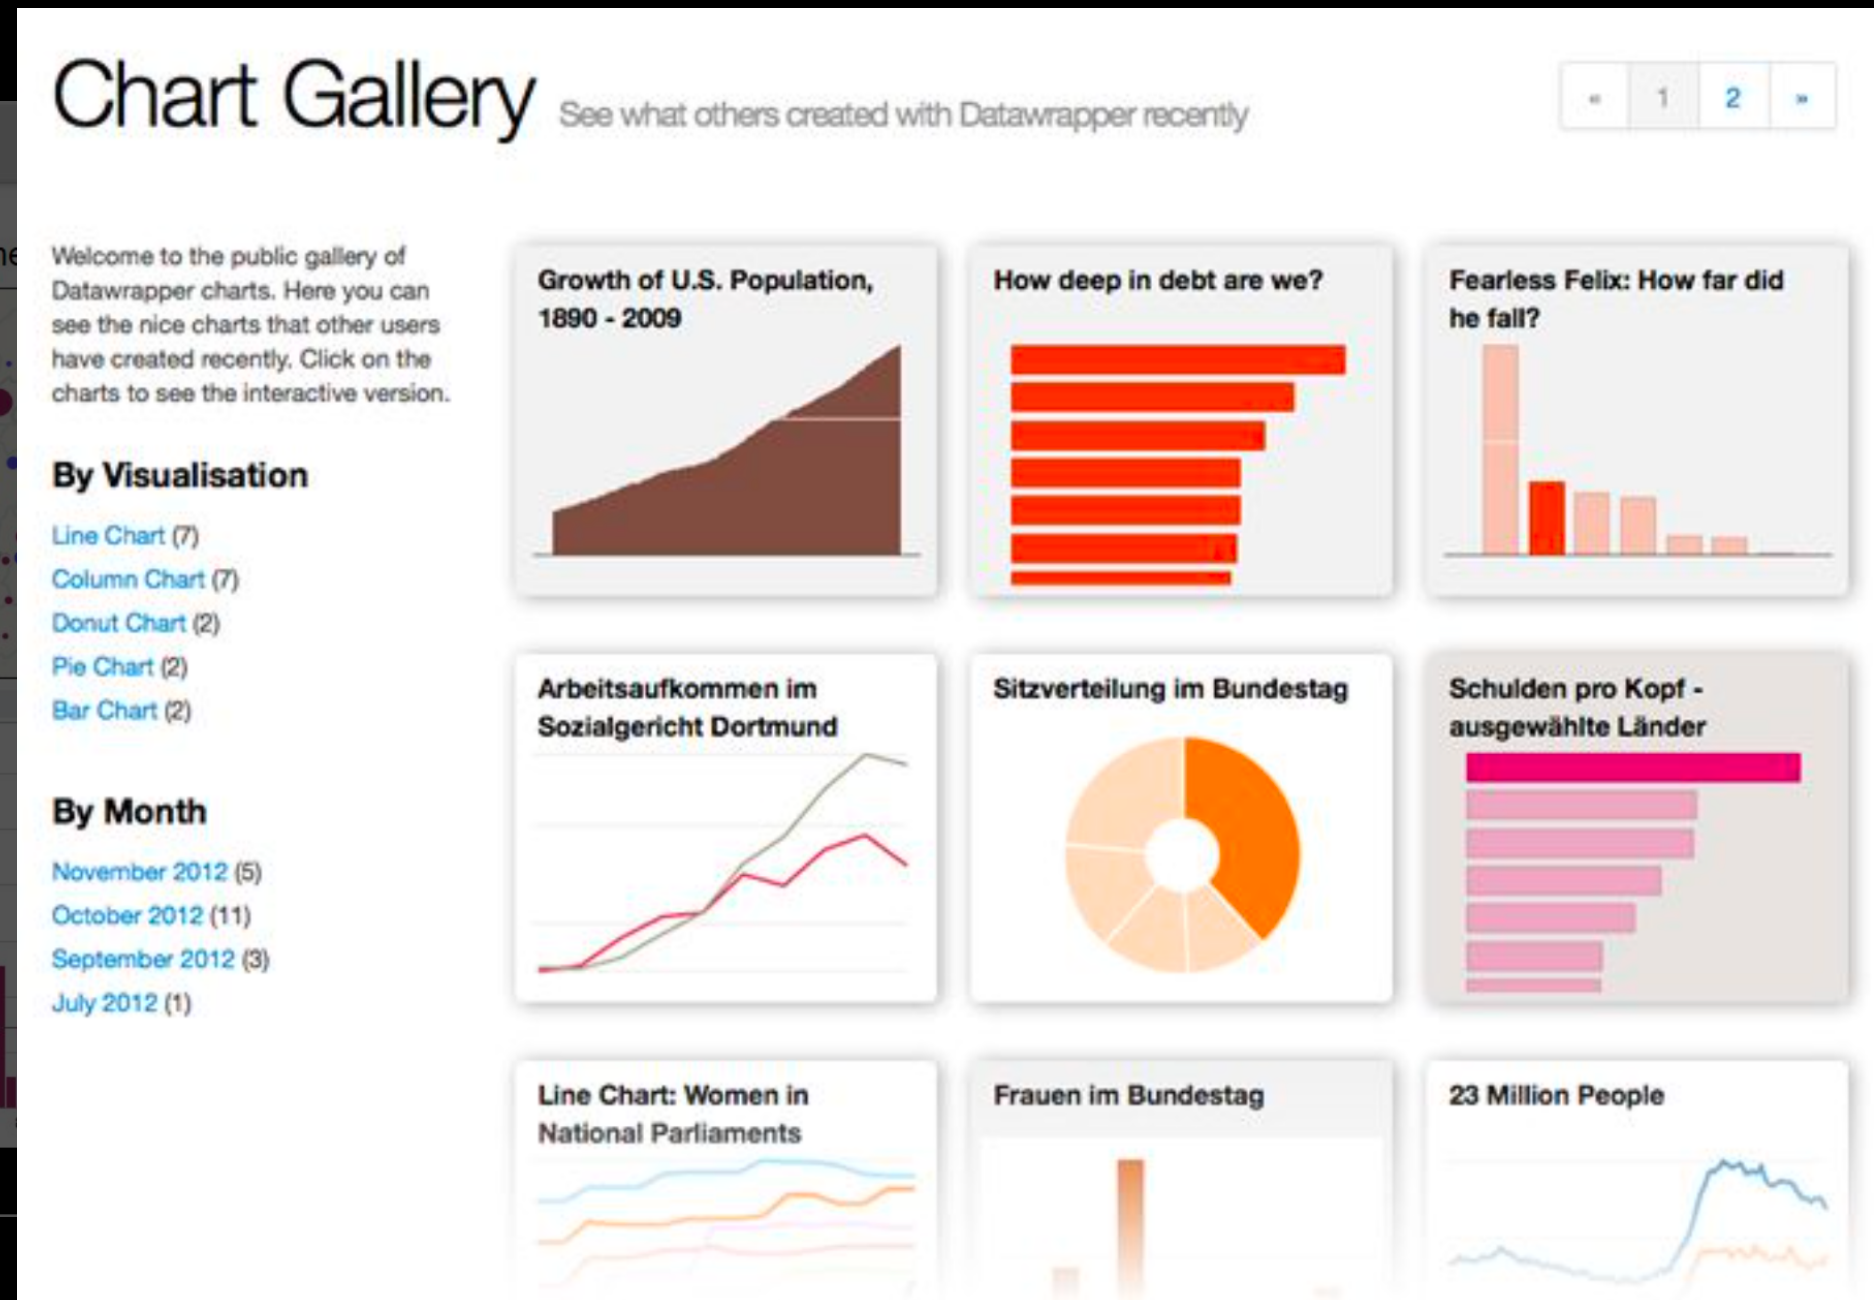 Chart Gallery See what others created with Datawrapper recently
« 1 2 »
Welcome to the public gallery of
Datawrapper charts. Here you can
see the nice charts that other users
have created recently. Click on the
charts to see the interactive version.
By Visualisation
Line Chart (7)
Column Chart (7)
Donut Chart (2)
Pie Chart (2)
Bar Chart (2)
By Month
November 2012 (5)
October 2012 (11)
September 2012 (3)
July 2012 (1)
Growth of U.S. Population,
1890 - 2009
How deep in debt are we?
Fearless Felix: How far did
he fall?
Arbeitsaufkommen im
Sozialgericht Dortmund
Sitzverteilung im Bundestag
Schulden pro Kopf -
ausgewählte Länder
Line Chart: Women in
National Parliaments
Frauen im Bundestag
23 Million People